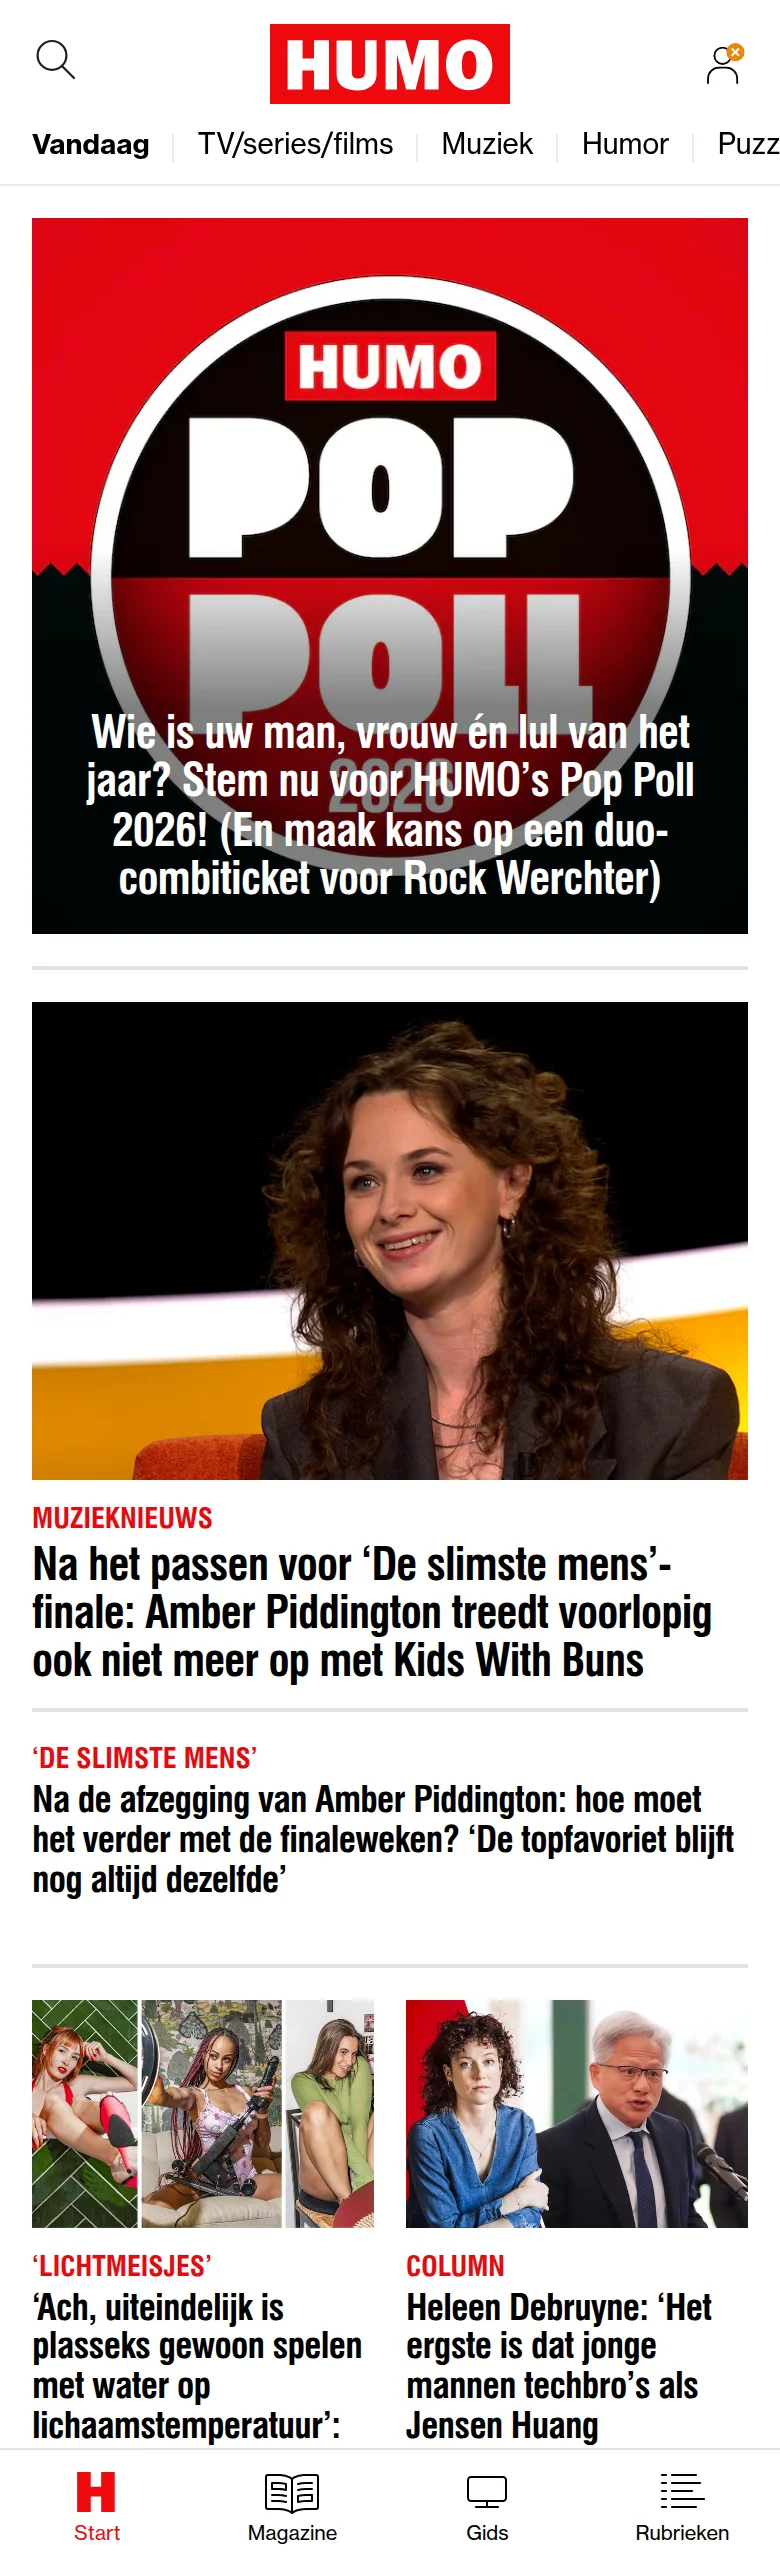 HUMO
Vandaag
TV/series/films
Muziek
Humor
Puzz
HUMO
POP
POLL
2026
Wie is uw man, vrouw én lul van het
jaar? Stem nu voor HUMO’s Pop Poll
2026! (En maak kans op een duo-
combiticket voor Rock Werchter)
MUZIEKNIEUWS
Na het passen voor ‘De slimste mens’-
finale: Amber Piddington treedt voorlopig
ook niet meer op met Kids With Buns
‘DE SLIMSTE MENS’
Na de afzegging van Amber Piddington: hoe moet
het verder met de finaleweken? ‘De topfavoriet blijft
nog altijd dezelfde’
‘LICHTMEISJES’
‘Ach, uiteindelijk is
plasseks gewoon spelen
met water op
lichaamstemperatuur’:
COLUMN
Heleen Debruyne: ‘Het
ergste is dat jonge
mannen techbro’s als
Jensen Huang
H
Start
Magazine
Gids
Rubrieken